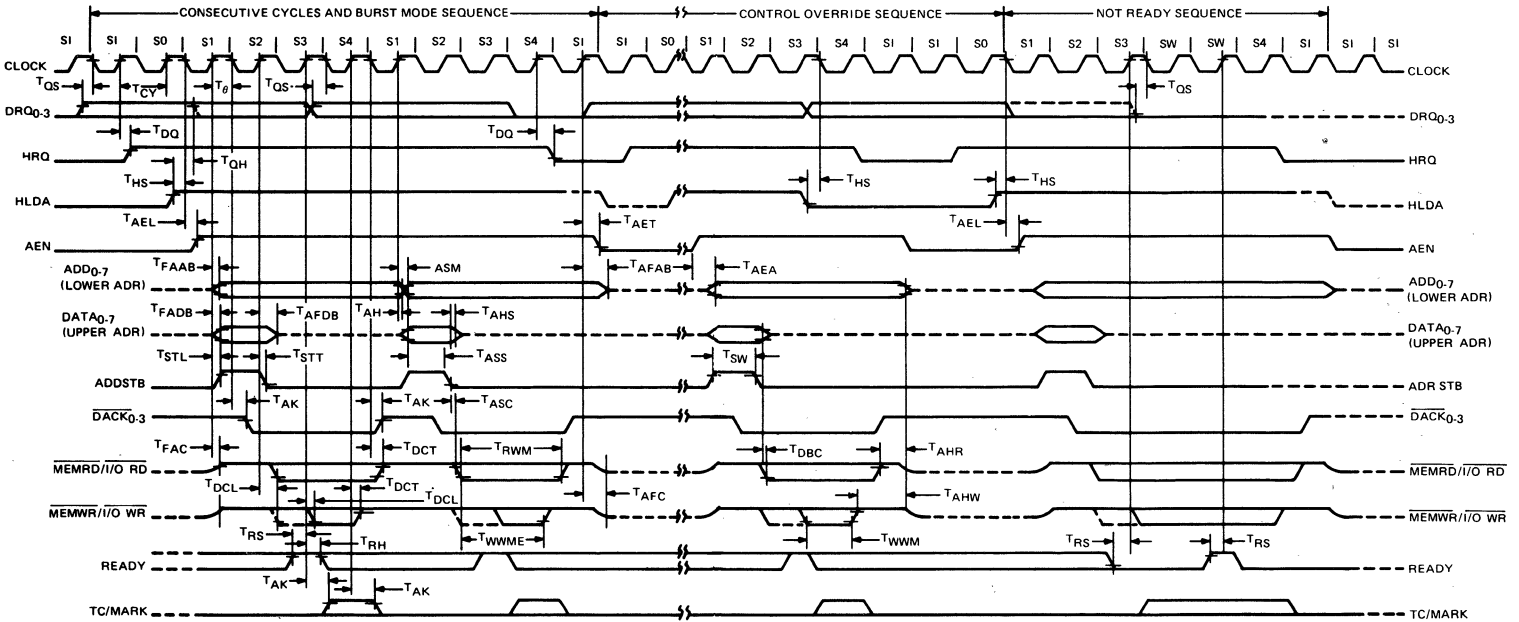 CONSECUTIVE CYCLES AND BURST MODE SEQUENCE CONTROL OVERRIDE SEQUENCE NOT READY SEQUENCE
SI SI S0 S1 S2 S3 S4 S1 S2 S3 S4 SI SI S0 S1 S2 S3 S4 SI SI S0 S1 S2 S3 SW SW S4 SI SI SI
CLOCK CLOCK
TQS TCY Tθ TQS TQS
DRQ0-3 DRQ0-3
TDQ TDQ
HRQ HRQ
TQH
THS THS THS
HLDA HLDA
TAEL TAET TAEL
AEN AEN
TFAAB ASM TAFAB TAEA
ADD0-7 ADD0-7
(LOWER ADR) (LOWER ADR)
TFADB TAFDB TAH TAHS
DATA0-7 DATA0-7
(UPPER ADR) (UPPER ADR)
TSTL TSTT TASS TSW
ADDSTB ADR STB
TAK TAK TASC
DACK0-3 DACK0-3
TFAC TDCT TRWM TDBC TAHR
MEMRD/I/O RD MEMRD/I/O RD
TDCL TDCT TDCL TAFC TAHW
MEMWR/I/O WR MEMWR/I/O WR
TRS TRH TWWME TWWM TRS TRS
READY READY
TAK TAK
TC/MARK TC/MARK